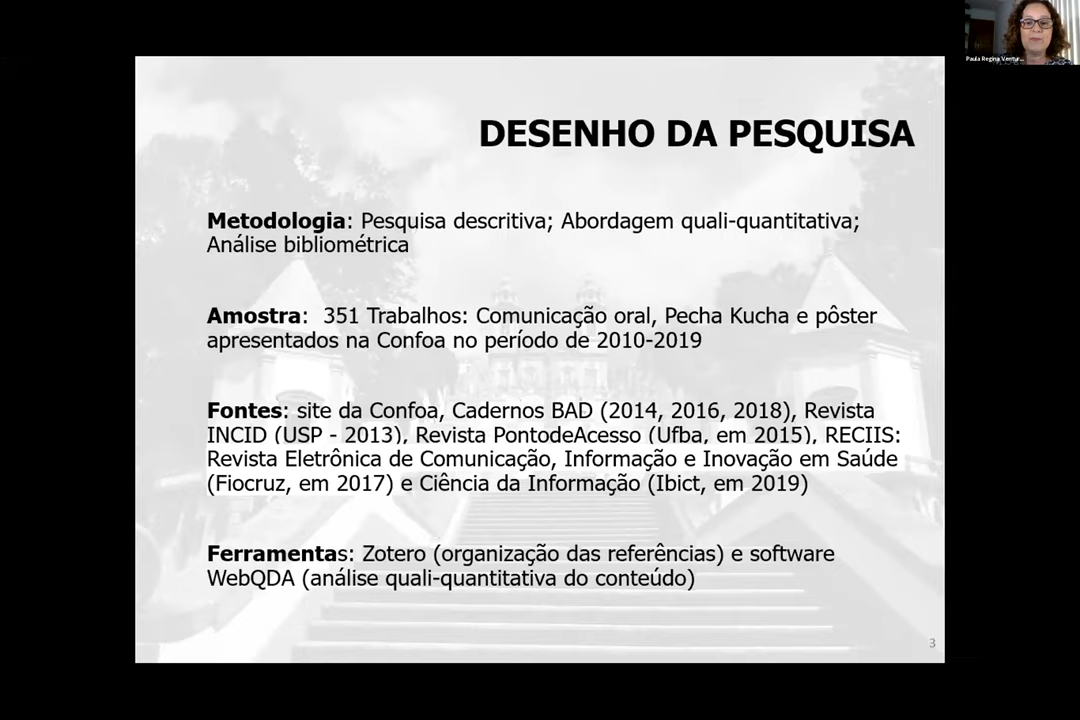 Paula Regina Ventur...
DESENHO DA PESQUISA
Metodologia: Pesquisa descritiva; Abordagem quali-quantitativa;
Análise bibliométrica
Amostra: 351 Trabalhos: Comunicação oral, Pecha Kucha e pôster
apresentados na Confoa no período de 2010-2019
Fontes: site da Confoa, Cadernos BAD (2014, 2016, 2018), Revista
INCID (USP - 2013), Revista PontodeAcesso (Ufba, em 2015), RECIIS:
Revista Eletrônica de Comunicação, Informação e Inovação em Saúde
(Fiocruz, em 2017) e Ciência da Informação (Ibict, em 2019)
Ferramentas: Zotero (organização das referências) e software
WebQDA (análise quali-quantitativa do conteúdo)
3